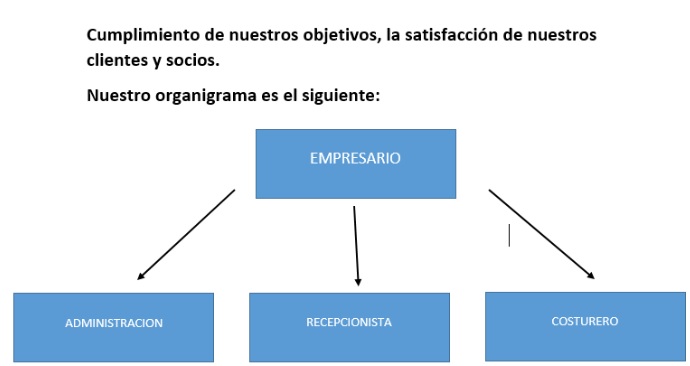 Cumplimiento de nuestros objetivos, la satisfacción de nuestros
clientes y socios.
Nuestro organigrama es el siguiente:
EMPRESARIO
ADMINISTRACION
RECEPCIONISTA
COSTURERO